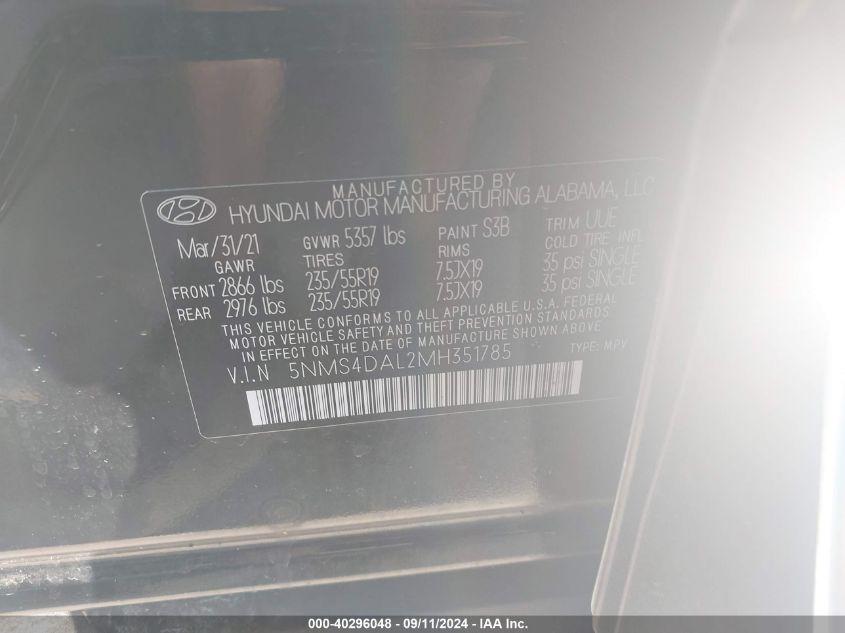 MANUFACTURED BY
HYUNDAI MOTOR MANUFACTURING ALABAMA, LLC
Mar/31/21 GVWR 5357 lbs PAINT S3B TRIM UUE
GAWR TIRES RIMS COLD TIRE INFL
FRONT 2866 lbs 235/55R19 7.5JX19 35 psi SINGLE
REAR 2976 lbs 235/55R19 7.5JX19 35 psi SINGLE
THIS VEHICLE CONFORMS TO ALL APPLICABLE U.S.A. FEDERAL
MOTOR VEHICLE SAFETY AND THEFT PREVENTION STANDARDS
IN EFFECT ON THE DATE OF MANUFACTURE SHOWN ABOVE
V.I.N 5NMS4DAL2MH351785 TYPE: MPV
000-40296048 - 09/11/2024 - IAA Inc.